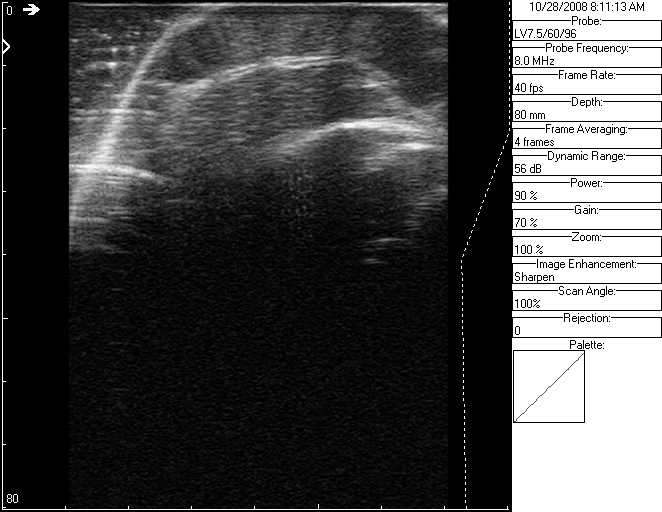 0
80
10/28/2008 8:11:13 AM
Probe:
LV7.5/60/96
Probe Frequency:
8.0 MHz
Frame Rate:
40 fps
Depth:
80 mm
Frame Averaging:
4 frames
Dynamic Range:
56 dB
Power:
90 %
Gain:
70 %
Zoom:
100 %
Image Enhancement:
Sharpen
Scan Angle:
100%
Rejection:
0
Palette: